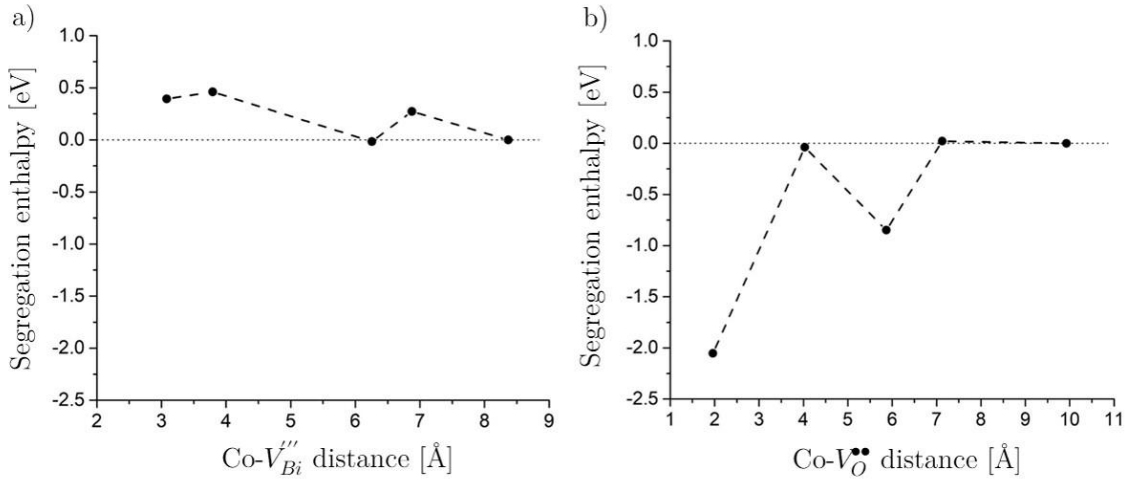 a)
Segregation enthalpy [eV]
1.0
0.5
0.0
-0.5
-1.0
-1.5
-2.0
-2.5
2 3 4 5 6 7 8 9
Co-V'''Bi distance [Å]
b)
Segregation enthalpy [eV]
1.0
0.5
0.0
-0.5
-1.0
-1.5
-2.0
-2.5
1 2 3 4 5 6 7 8 9 10 11
Co-V••O distance [Å]